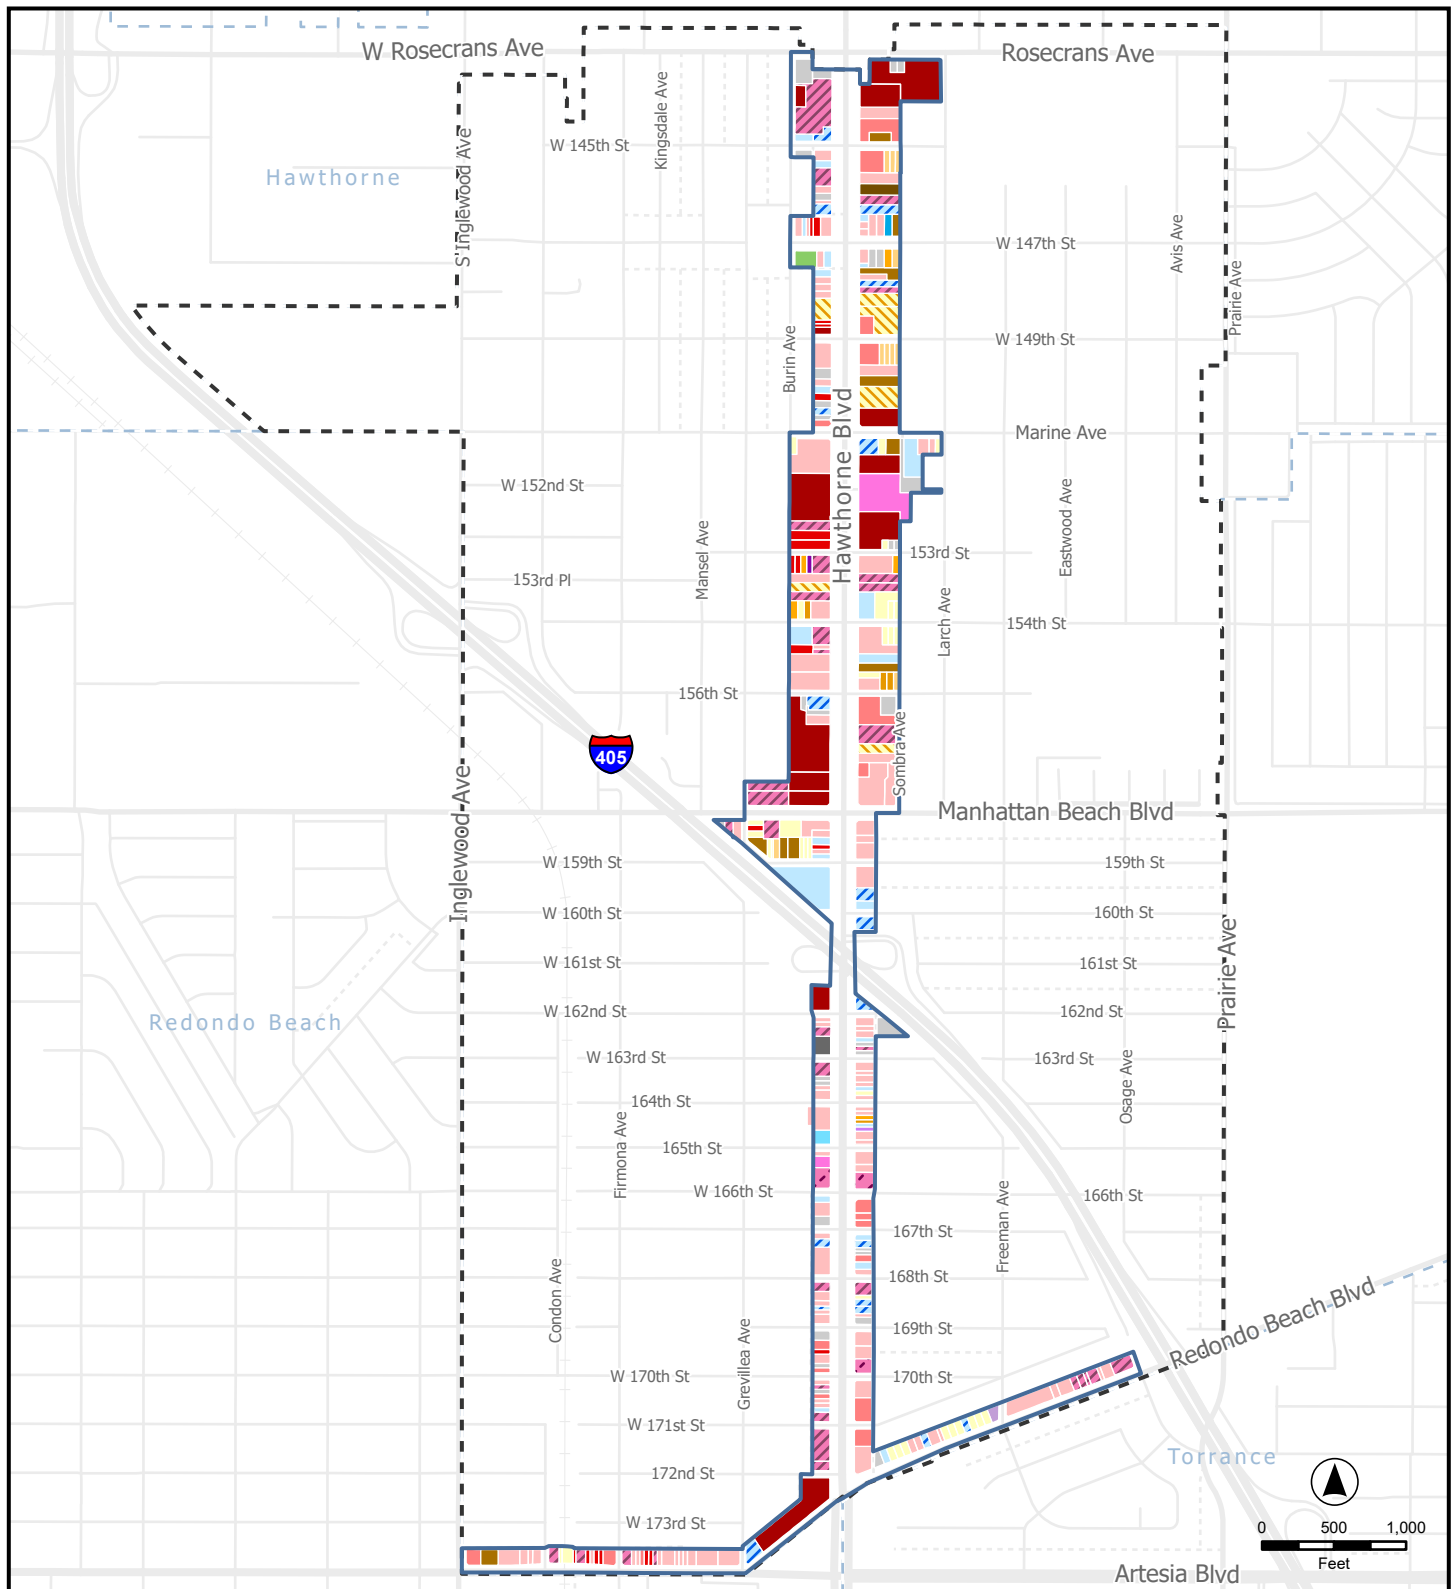 W Rosecrans Ave
Rosecrans Ave
Kingsdale Ave
W 145th St
S Inglewood Ave
Hawthorne
Avis Ave
W 147th St
Prairie Ave
Burin Ave
W 149th St
Hawthorne Blvd
Marine Ave
W 152nd St
Eastwood Ave
Mansel Ave
153rd St
153rd Pl
Larch Ave
154th St
156th St
Sombra Ave
405
Inglewood Ave
Manhattan Beach Blvd
W 159th St
159th St
W 160th St
160th St
Prairie Ave
W 161st St
161st St
W 162nd St
162nd St
Redondo Beach
W 163rd St
163rd St
Osage Ave
164th St
Firmona Ave
165th St
W 166th St
166th St
Freeman Ave
167th St
Condon Ave
168th St
Redondo Beach Blvd
Grevillea Ave
169th St
W 170th St
170th St
W 171st St
Torrance
172nd St
W 173rd St
0 500 1,000
Feet
Artesia Blvd